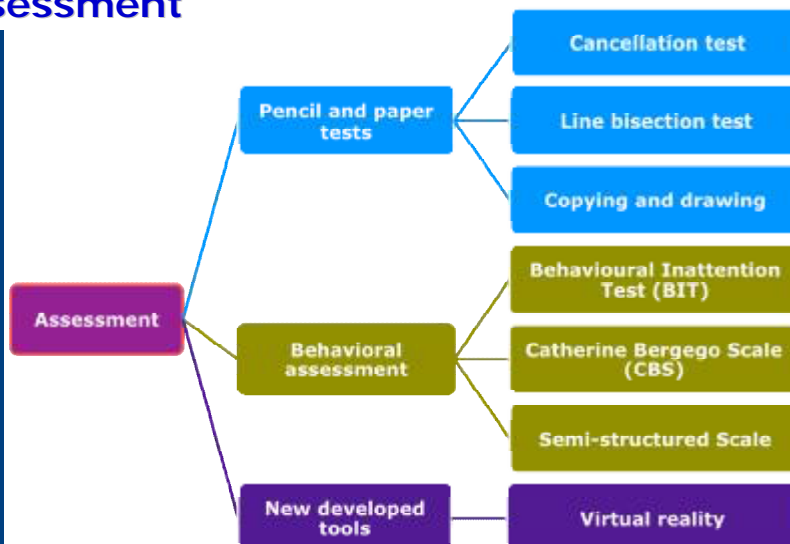 Cancellation test
Pencil and paper
tests
Line bisection test
Copying and drawing
Assessment
Behavioral
assessment
Behavioural Inattention
Test (BIT)
Catherine Bergego Scale
(CBS)
Semi-structured Scale
New developed
tools
Virtual reality